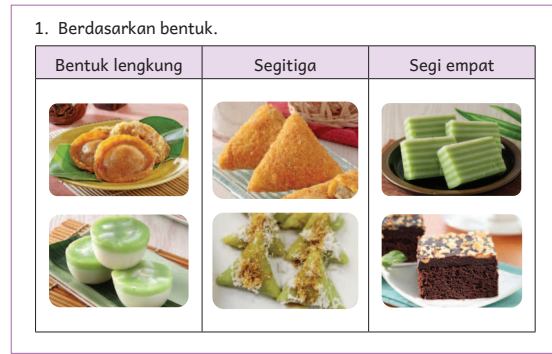 1. Berdasarkan bentuk.
Bentuk lengkung
Segitiga
Segi empat